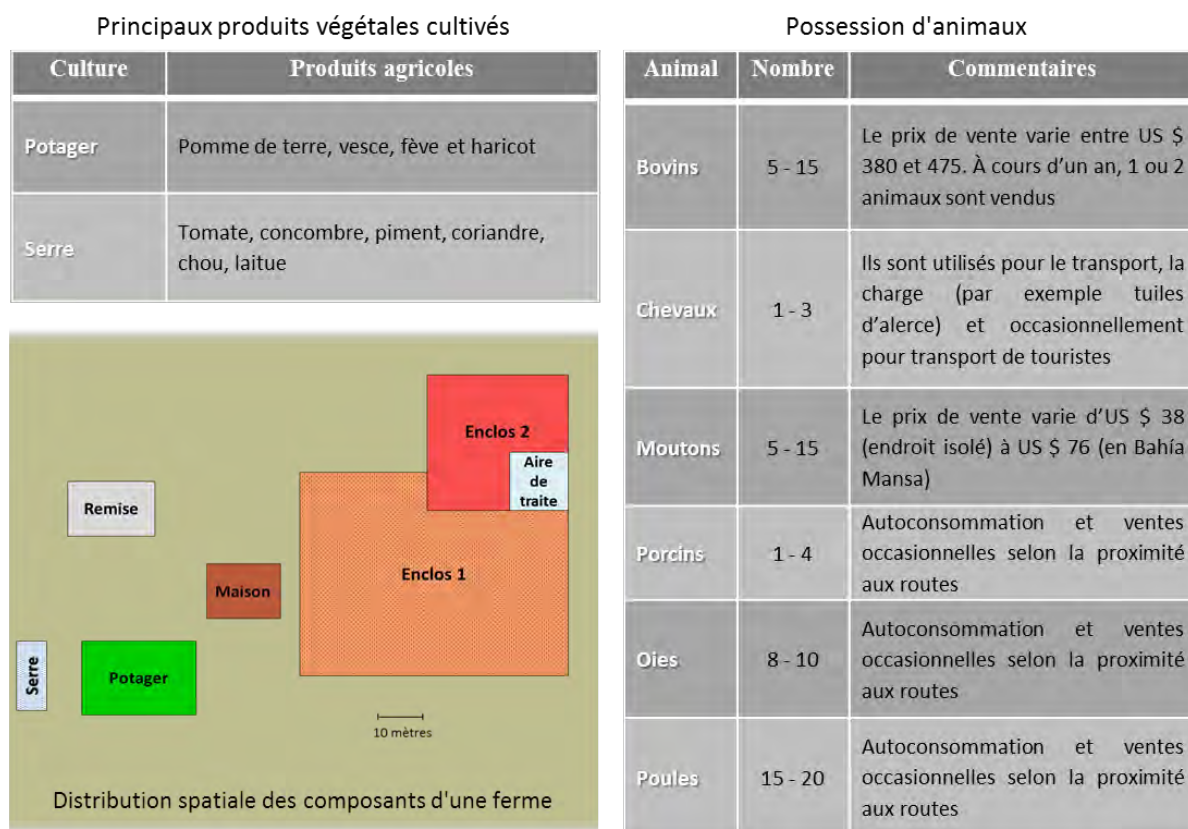 Principaux produits végétales cultivés
Culture Produits agricoles
Potager Pomme de terre, vesce, fève et haricot
Serre Tomate, concombre, piment, coriandre,
chou, laitue
Enclos 2
Aire
de
traite
Remise
Enclos 1
Maison
Serre
Potager
10 mètres
Distribution spatiale des composants d'une ferme
Possession d'animaux
Animal Nombre Commentaires
Bovins 5 - 15 Le prix de vente varie entre US $
380 et 475. À cours d’un an, 1 ou 2
animaux sont vendus
Chevaux 1 - 3 Ils sont utilisés pour le transport, la
charge (par exemple tuiles
d’alerce) et occasionnellement
pour transport de touristes
Moutons 5 - 15 Le prix de vente varie d’US $ 38
(endroit isolé) à US $ 76 (en Bahía
Mansa)
Porcins 1 - 4 Autoconsommation et ventes
occasionnelles selon la proximité
aux routes
Oies 8 - 10 Autoconsommation et ventes
occasionnelles selon la proximité
aux routes
Poules 15 - 20 Autoconsommation et ventes
occasionnelles selon la proximité
aux routes